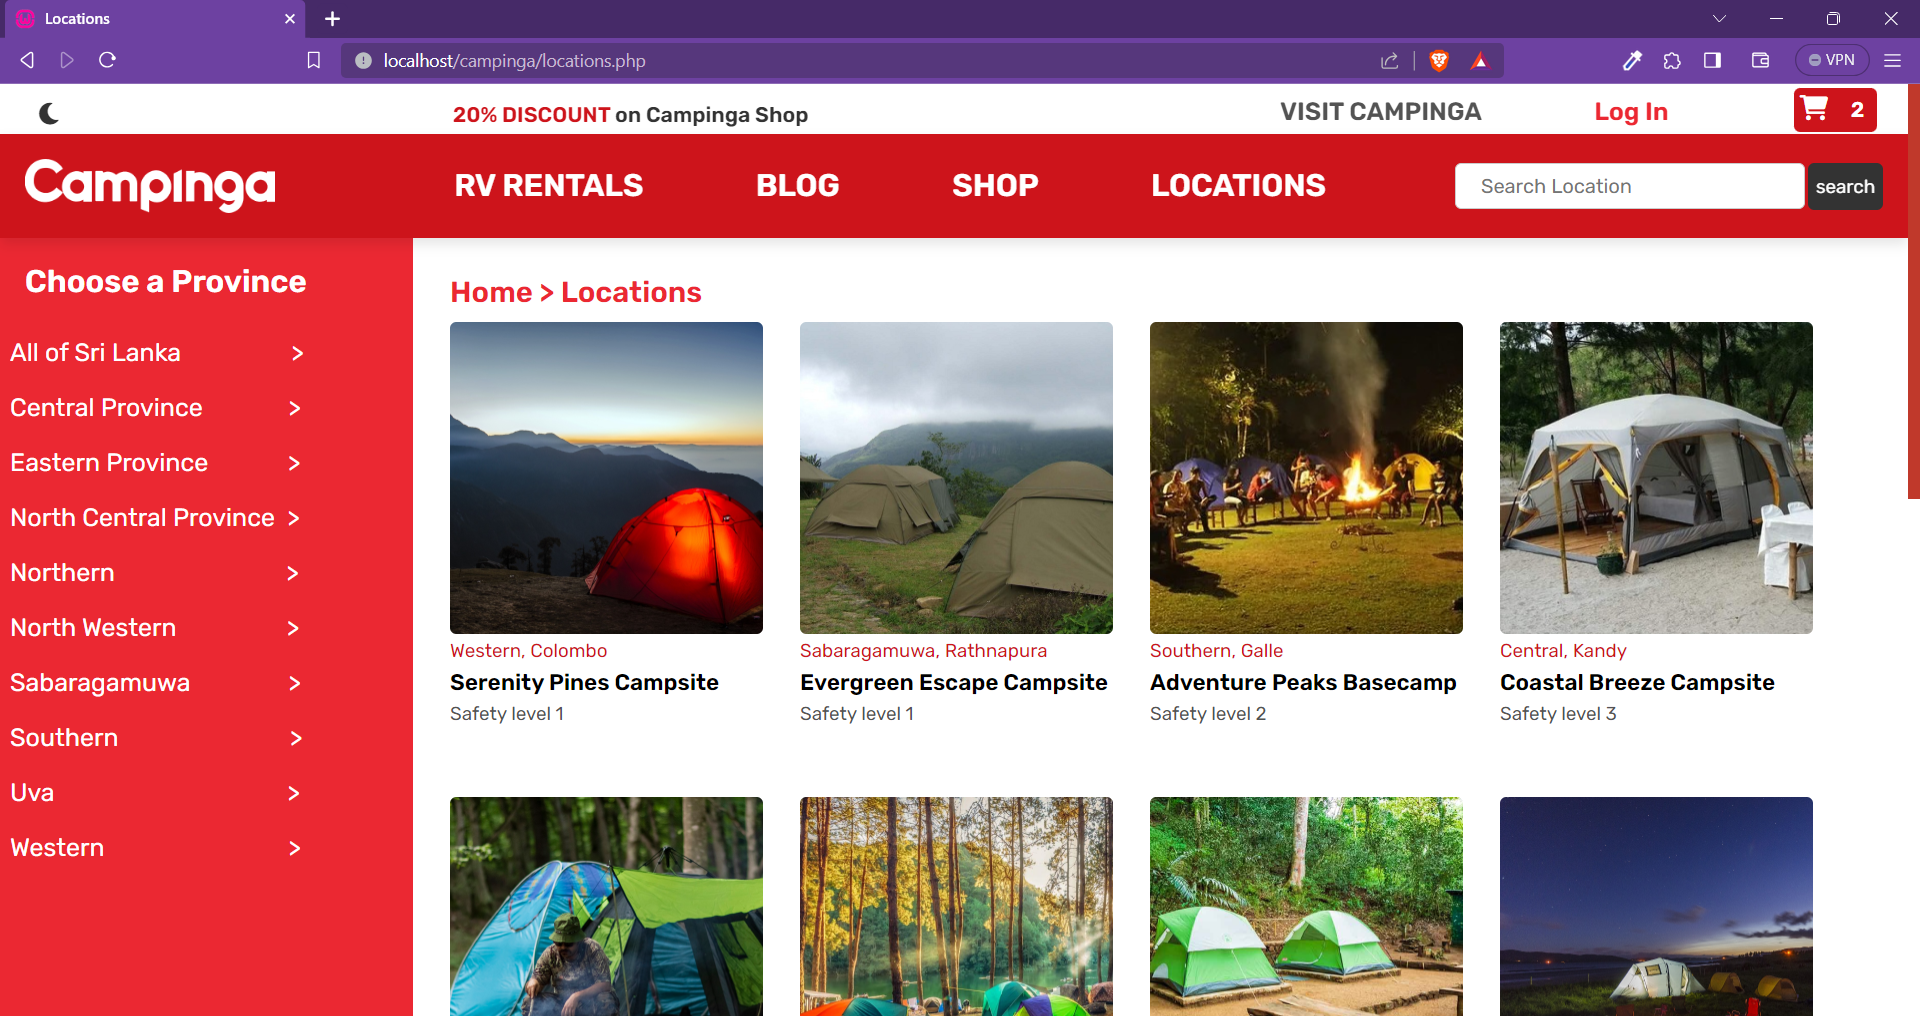 Locations
localhost/campinga/locations.php
VPN
20% DISCOUNT on Campinga Shop
VISIT CAMPINGA
Log In
2
Campinga
RV RENTALS
BLOG
SHOP
LOCATIONS
Search Location
search
Choose a Province
All of Sri Lanka >
Central Province >
Eastern Province >
North Central Province >
Northern >
North Western >
Sabaragamuwa >
Southern >
Uva >
Western >
Home > Locations
Western, Colombo
Serenity Pines Campsite
Safety level 1
Sabaragamuwa, Rathnapura
Evergreen Escape Campsite
Safety level 1
Southern, Galle
Adventure Peaks Basecamp
Safety level 2
Central, Kandy
Coastal Breeze Campsite
Safety level 3